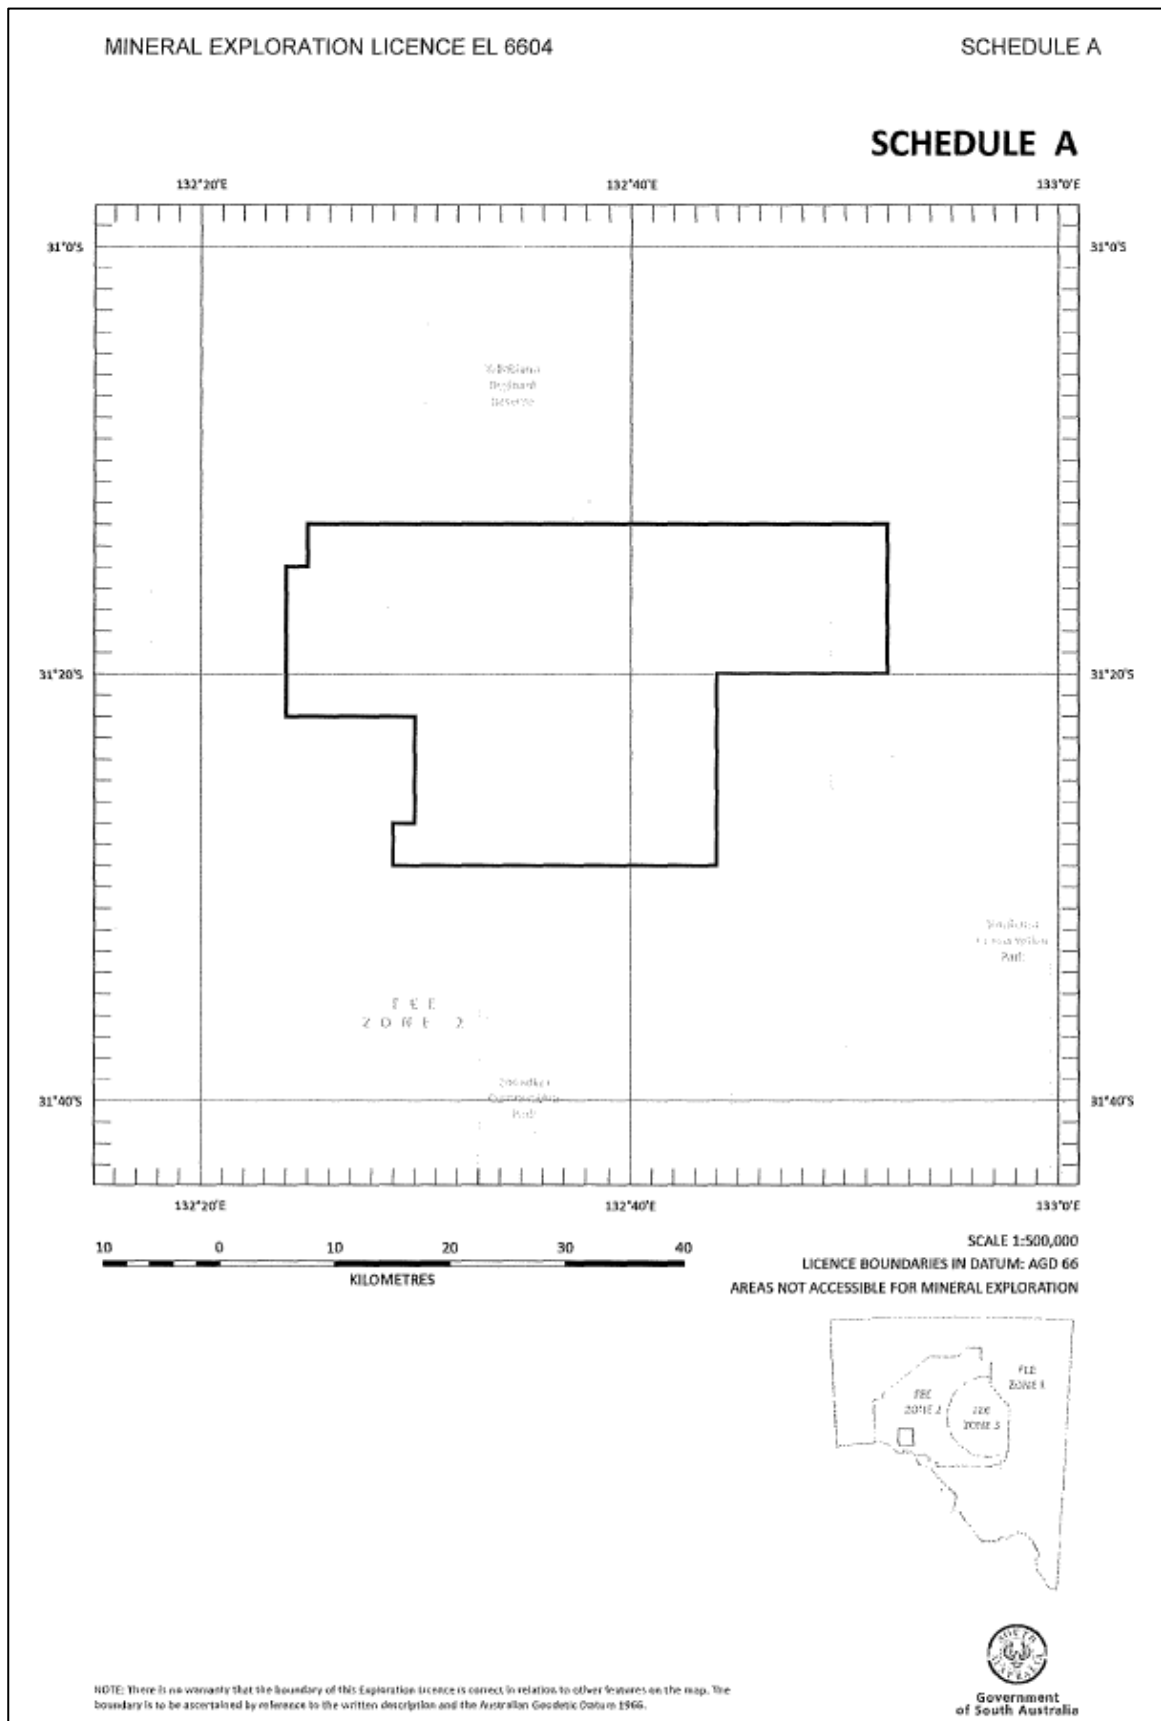 MINERAL EXPLORATION LICENCE EL 6604 SCHEDULE A
SCHEDULE A
132°20'E 132°40'E 133°0'E
31°0'S 31°0'S
Reserve
31°20'S 31°20'S
Park
ZONE 2
31°40'S 31°40'S
Park
132°20'E 132°40'E 133°0'E
10 0 10 20 30 40
KILOMETRES
SCALE 1:500,000
LICENCE BOUNDARIES IN DATUM: AGD 66
AREAS NOT ACCESSIBLE FOR MINERAL EXPLORATION
ZONE 1
ZONE 2
ZONE 3
SOUTH AUSTRALIA
Government
of South Australia
NOTE: There is no warranty that the boundary of this Exploration Licence is correct in relation to other features on the map. The
boundary is to be ascertained by reference to the written description and the Australian Geodetic Datum 1966.